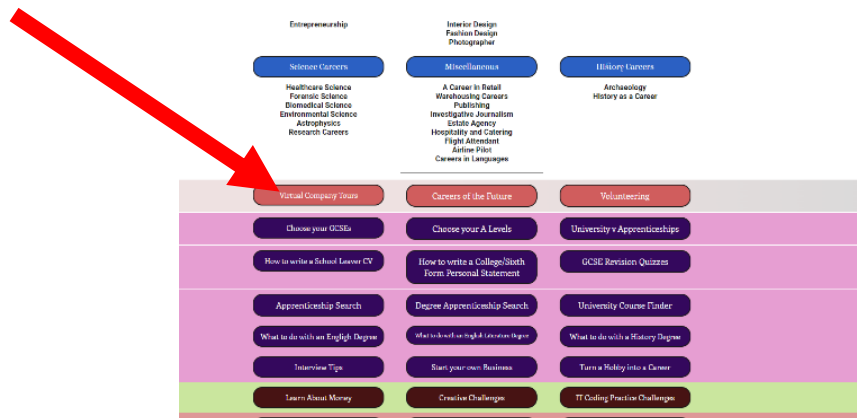 Entrepreneurship
Interior Design
Fashion Design
Photographer
Science Careers
Miscellaneous
History Careers
Healthcare Science
Forensic Science
Biomedical Science
Environmental Science
Astrophysics
Research Careers
A Career in Retail
Warehousing Careers
Publishing
Investigative Journalism
Estate Agency
Hospitality and Catering
Flight Attendant
Airline Pilot
Careers in Languages
Archaeology
History as a Career
Virtual Company Tours
Careers of the Future
Volunteering
Choose your GCSEs
Choose your A Levels
University v Apprenticeships
How to write a School Leaver CV
How to write a College/Sixth
Form Personal Statement
GCSE Revision Quizzes
Apprenticeship Search
Degree Apprenticeship Search
University Course Finder
What to do with an Engligh Degree
What to do with an English Literature Degree
What to do with a History Degree
Interview Tips
Start your own Business
Turn a Hobby into a Career
Learn About Money
Creative Challenges
IT Coding Practice Challenges